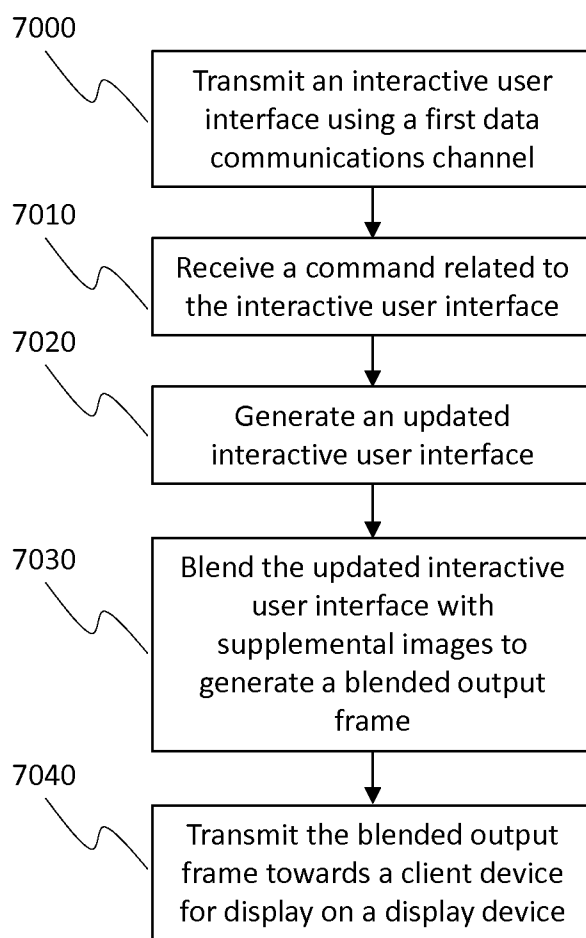 7000
Transmit an interactive user
interface using a first data
communications channel
7010
Receive a command related to
the interactive user interface
7020
Generate an updated
interactive user interface
7030
Blend the updated interactive
user interface with
supplemental images to
generate a blended output
frame
7040
Transmit the blended output
frame towards a client device
for display on a display device